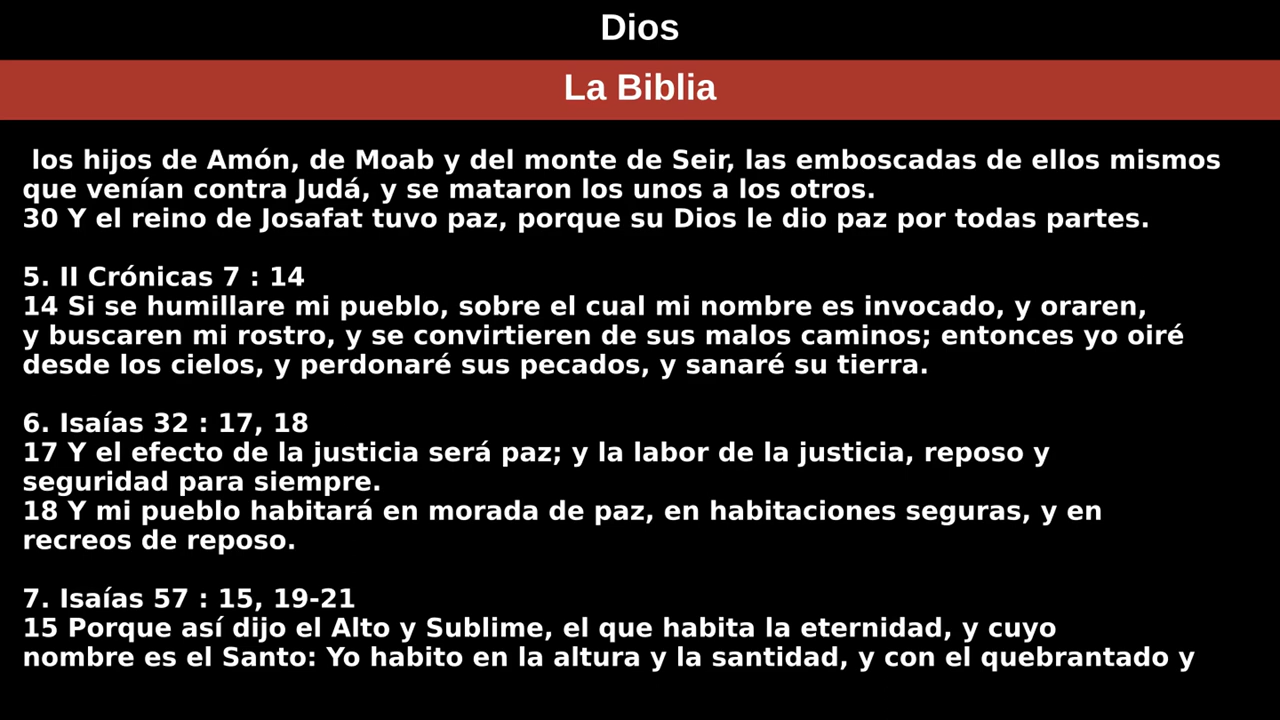 Dios
La Biblia
los hijos de Amón, de Moab y del monte de Seir, las emboscadas de ellos mismos
que venían contra Judá, y se mataron los unos a los otros.
30 Y el reino de Josafat tuvo paz, porque su Dios le dio paz por todas partes.
5. II Crónicas 7 : 14
14 Si se humillare mi pueblo, sobre el cual mi nombre es invocado, y oraren,
y buscaren mi rostro, y se convirtieren de sus malos caminos; entonces yo oiré
desde los cielos, y perdonaré sus pecados, y sanaré su tierra.
6. Isaías 32 : 17, 18
17 Y el efecto de la justicia será paz; y la labor de la justicia, reposo y
seguridad para siempre.
18 Y mi pueblo habitará en morada de paz, en habitaciones seguras, y en
recreos de reposo.
7. Isaías 57 : 15, 19-21
15 Porque así dijo el Alto y Sublime, el que habita la eternidad, y cuyo
nombre es el Santo: Yo habito en la altura y la santidad, y con el quebrantado y